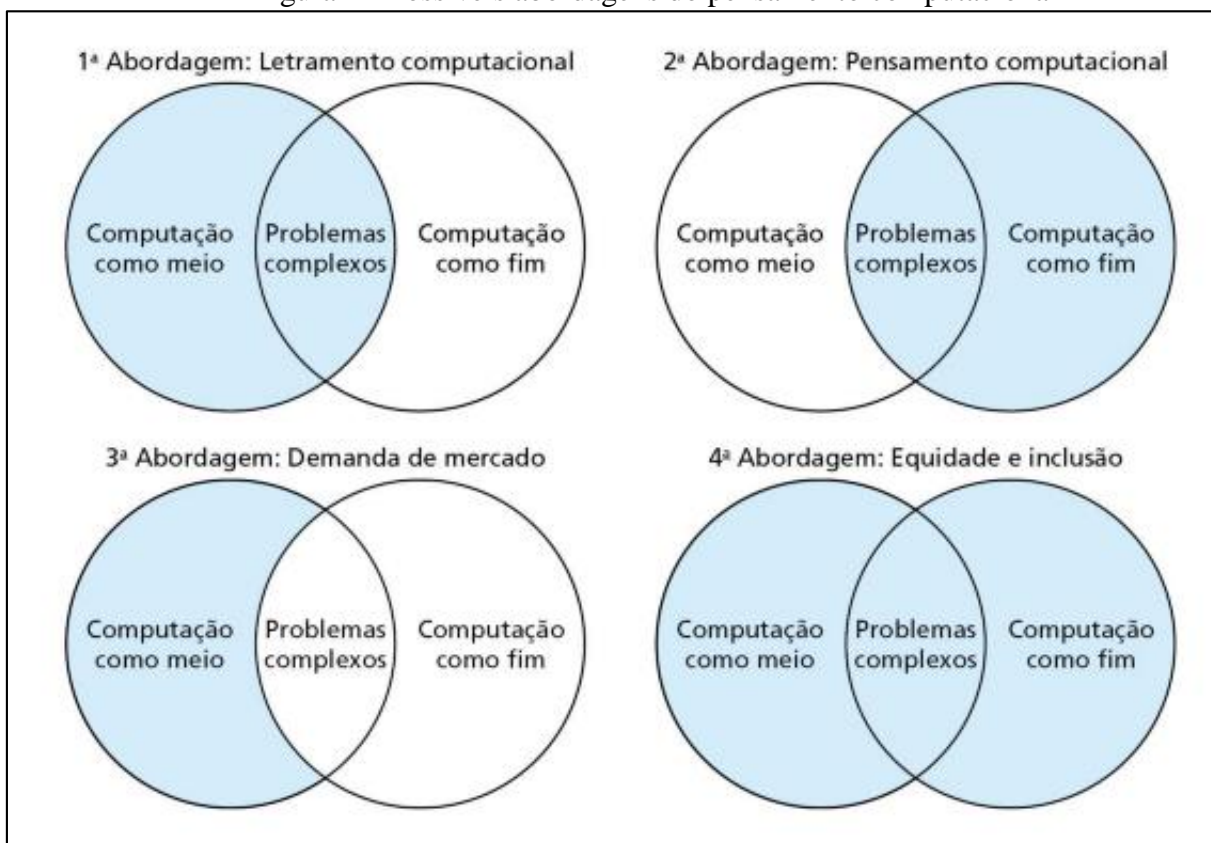 1ª Abordagem: Letramento computacional
Computação
como meio
Problemas
complexos
Computação
como fim
2ª Abordagem: Pensamento computacional
Computação
como meio
Problemas
complexos
Computação
como fim
3ª Abordagem: Demanda de mercado
Computação
como meio
Problemas
complexos
Computação
como fim
4ª Abordagem: Equidade e inclusão
Computação
como meio
Problemas
complexos
Computação
como fim